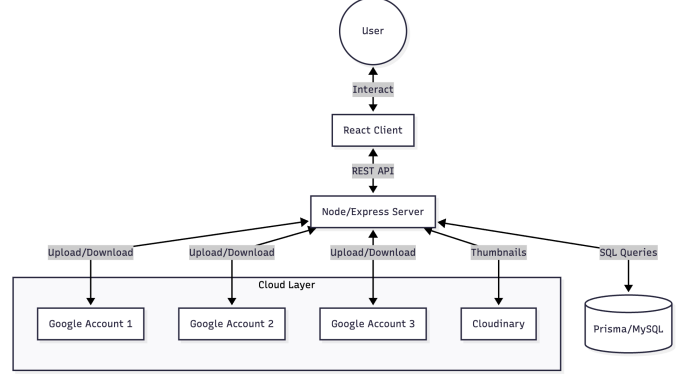 User
Interact
React Client
REST API
Node/Express Server
Upload/Download
Upload/Download
Upload/Download
Thumbnails
SQL Queries
Cloud Layer
Google Account 1
Google Account 2
Google Account 3
Cloudinary
Prisma/MySQL